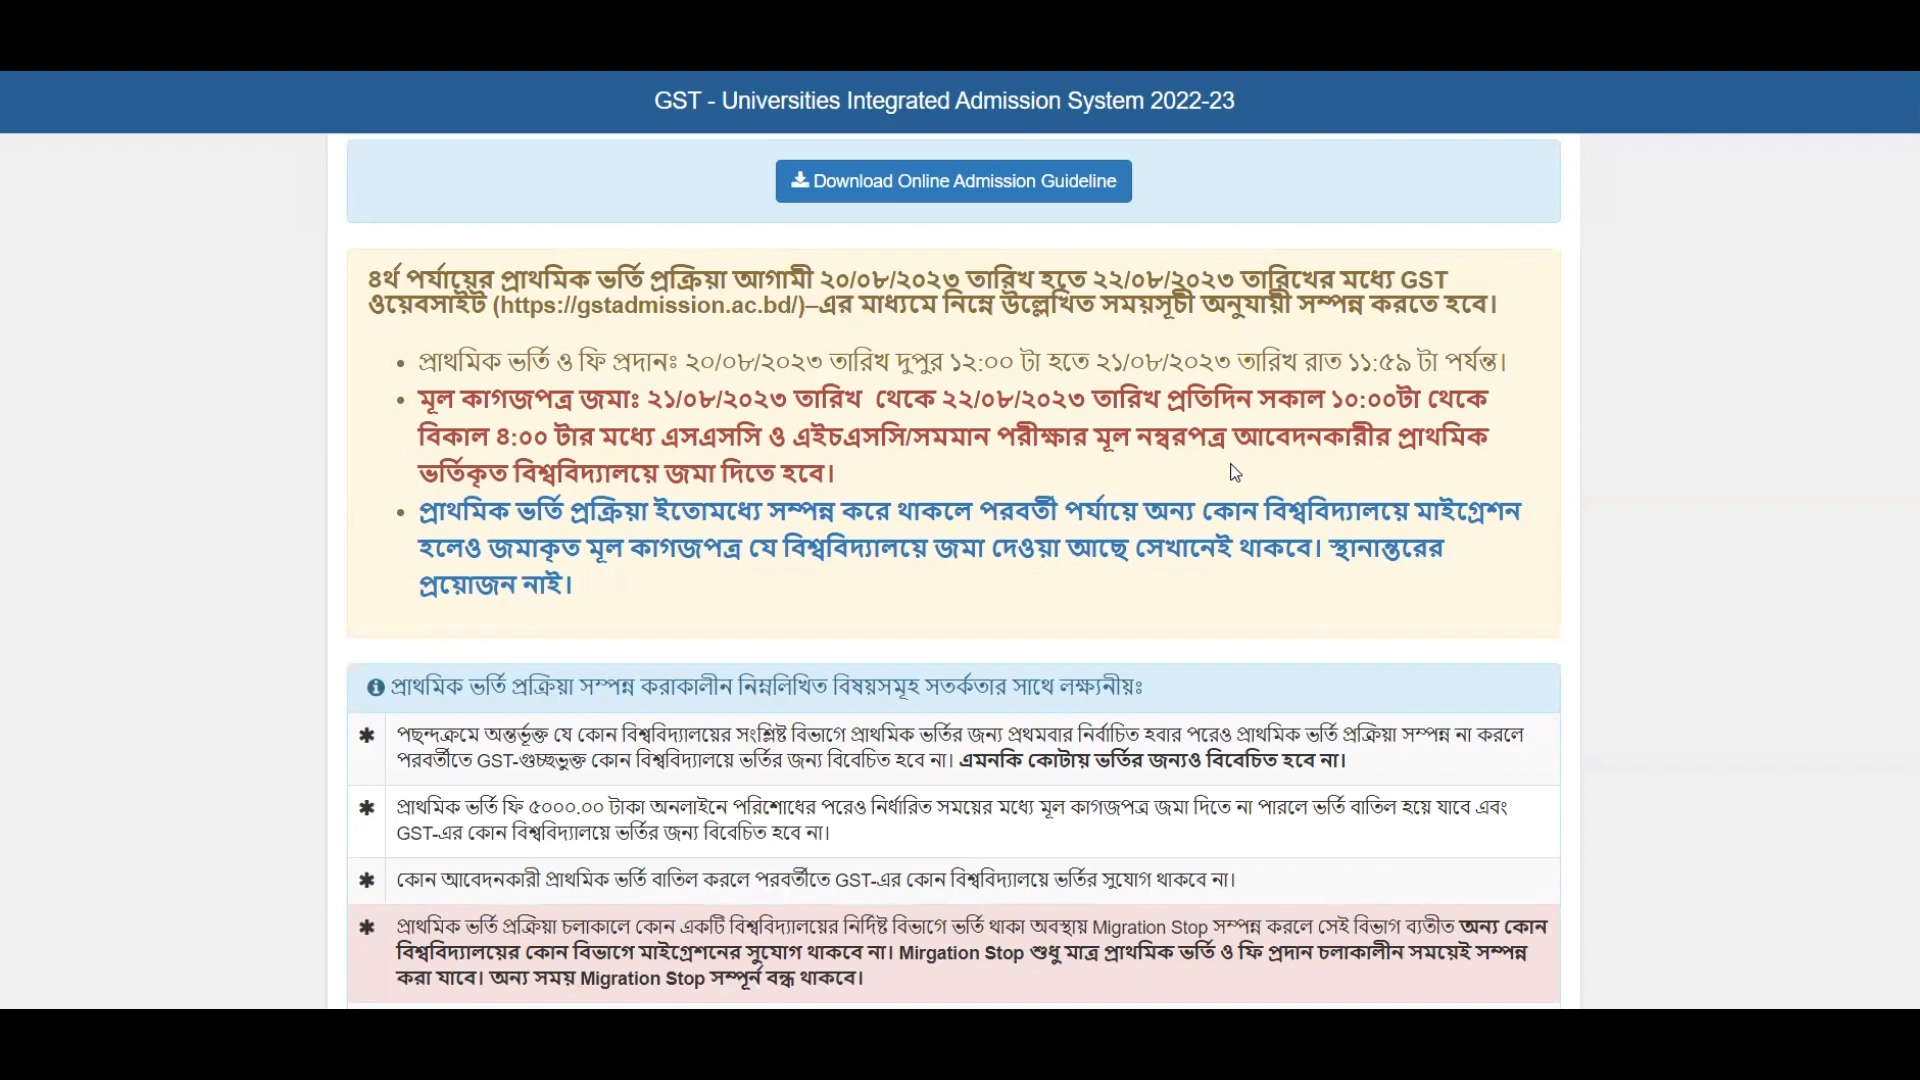 GST - Universities Integrated Admission System 2022-23
Download Online Admission Guideline
৪র্থ পর্যায়ের প্রাথমিক ভর্তি প্রক্রিয়া আগামী ২০/০৮/২০২৩ তারিখ হতে ২২/০৮/২০২৩ তারিখের মধ্যে GST
ওয়েবসাইট (https://gstadmission.ac.bd/)–এর মাধ্যমে নিম্নে উল্লেখিত সময়সূচী অনুযায়ী সম্পন্ন করতে হবে।
• প্রাথমিক ভর্তি ও ফি প্রদানঃ ২০/০৮/২০২৩ তারিখ দুপুর ১২:০০ টা হতে ২১/০৮/২০২৩ তারিখ রাত ১১:৫৯ টা পর্যন্ত।
• মূল কাগজপত্র জমাঃ ২১/০৮/২০২৩ তারিখ থেকে ২২/০৮/২০২৩ তারিখ প্রতিদিন সকাল ১০:০০টা থেকে
বিকাল ৪:০০ টার মধ্যে এসএসসি ও এইচএসসি/সমমান পরীক্ষার মূল নম্বরপত্র আবেদনকারীর প্রাথমিক
ভর্তিকৃত বিশ্ববিদ্যালয়ে জমা দিতে হবে।
• প্রাথমিক ভর্তি প্রক্রিয়া ইতোমধ্যে সম্পন্ন করে থাকলে পরবর্তী পর্যায়ে অন্য কোন বিশ্ববিদ্যালয়ে মাইগ্রেশন
হলেও জমাকৃত মূল কাগজপত্র যে বিশ্ববিদ্যালয়ে জমা দেওয়া আছে সেখানেই থাকবে। স্থানান্তরের
প্রয়োজন নাই।
প্রাথমিক ভর্তি প্রক্রিয়া সম্পন্ন করাকালীন নিম্নলিখিত বিষয়সমূহ সতর্কতার সাথে লক্ষ্যনীয়ঃ
* পছন্দক্রমে অন্তর্ভূক্ত যে কোন বিশ্ববিদ্যালয়ের সংশ্লিষ্ট বিভাগে প্রাথমিক ভর্তির জন্য প্রথমবার নির্বাচিত হবার পরেও প্রাথমিক ভর্তি প্রক্রিয়া সম্পন্ন না করলে
পরবর্তীতে GST-গুচ্ছভুক্ত কোন বিশ্ববিদ্যালয়ে ভর্তির জন্য বিবেচিত হবে না। এমনকি কোটায় ভর্তির জন্যও বিবেচিত হবে না।
* প্রাথমিক ভর্তি ফি ৫০০০.০০ টাকা অনলাইনে পরিশোধের পরেও নির্ধারিত সময়ের মধ্যে মূল কাগজপত্র জমা দিতে না পারলে ভর্তি বাতিল হয়ে যাবে এবং
GST-এর কোন বিশ্ববিদ্যালয়ে ভর্তির জন্য বিবেচিত হবে না।
* কোন আবেদনকারী প্রাথমিক ভর্তি বাতিল করলে পরবর্তীতে GST-এর কোন বিশ্ববিদ্যালয়ে ভর্তির সুযোগ থাকবে না।
* প্রাথমিক ভর্তি প্রক্রিয়া চলাকালে কোন একটি বিশ্ববিদ্যালয়ের নির্দিষ্ট বিভাগে ভর্তি থাকা অবস্থায় Migration Stop সম্পন্ন করলে সেই বিভাগ ব্যতীত অন্য কোন
বিশ্ববিদ্যালয়ের কোন বিভাগে মাইগ্রেশনের সুযোগ থাকবে না। Mirgation Stop শুধু মাত্র প্রাথমিক ভর্তি ও ফি প্রদান চলাকালীন সময়েই সম্পন্ন
করা যাবে। অন্য সময় Migration Stop সম্পূর্ন বন্ধ থাকবে।